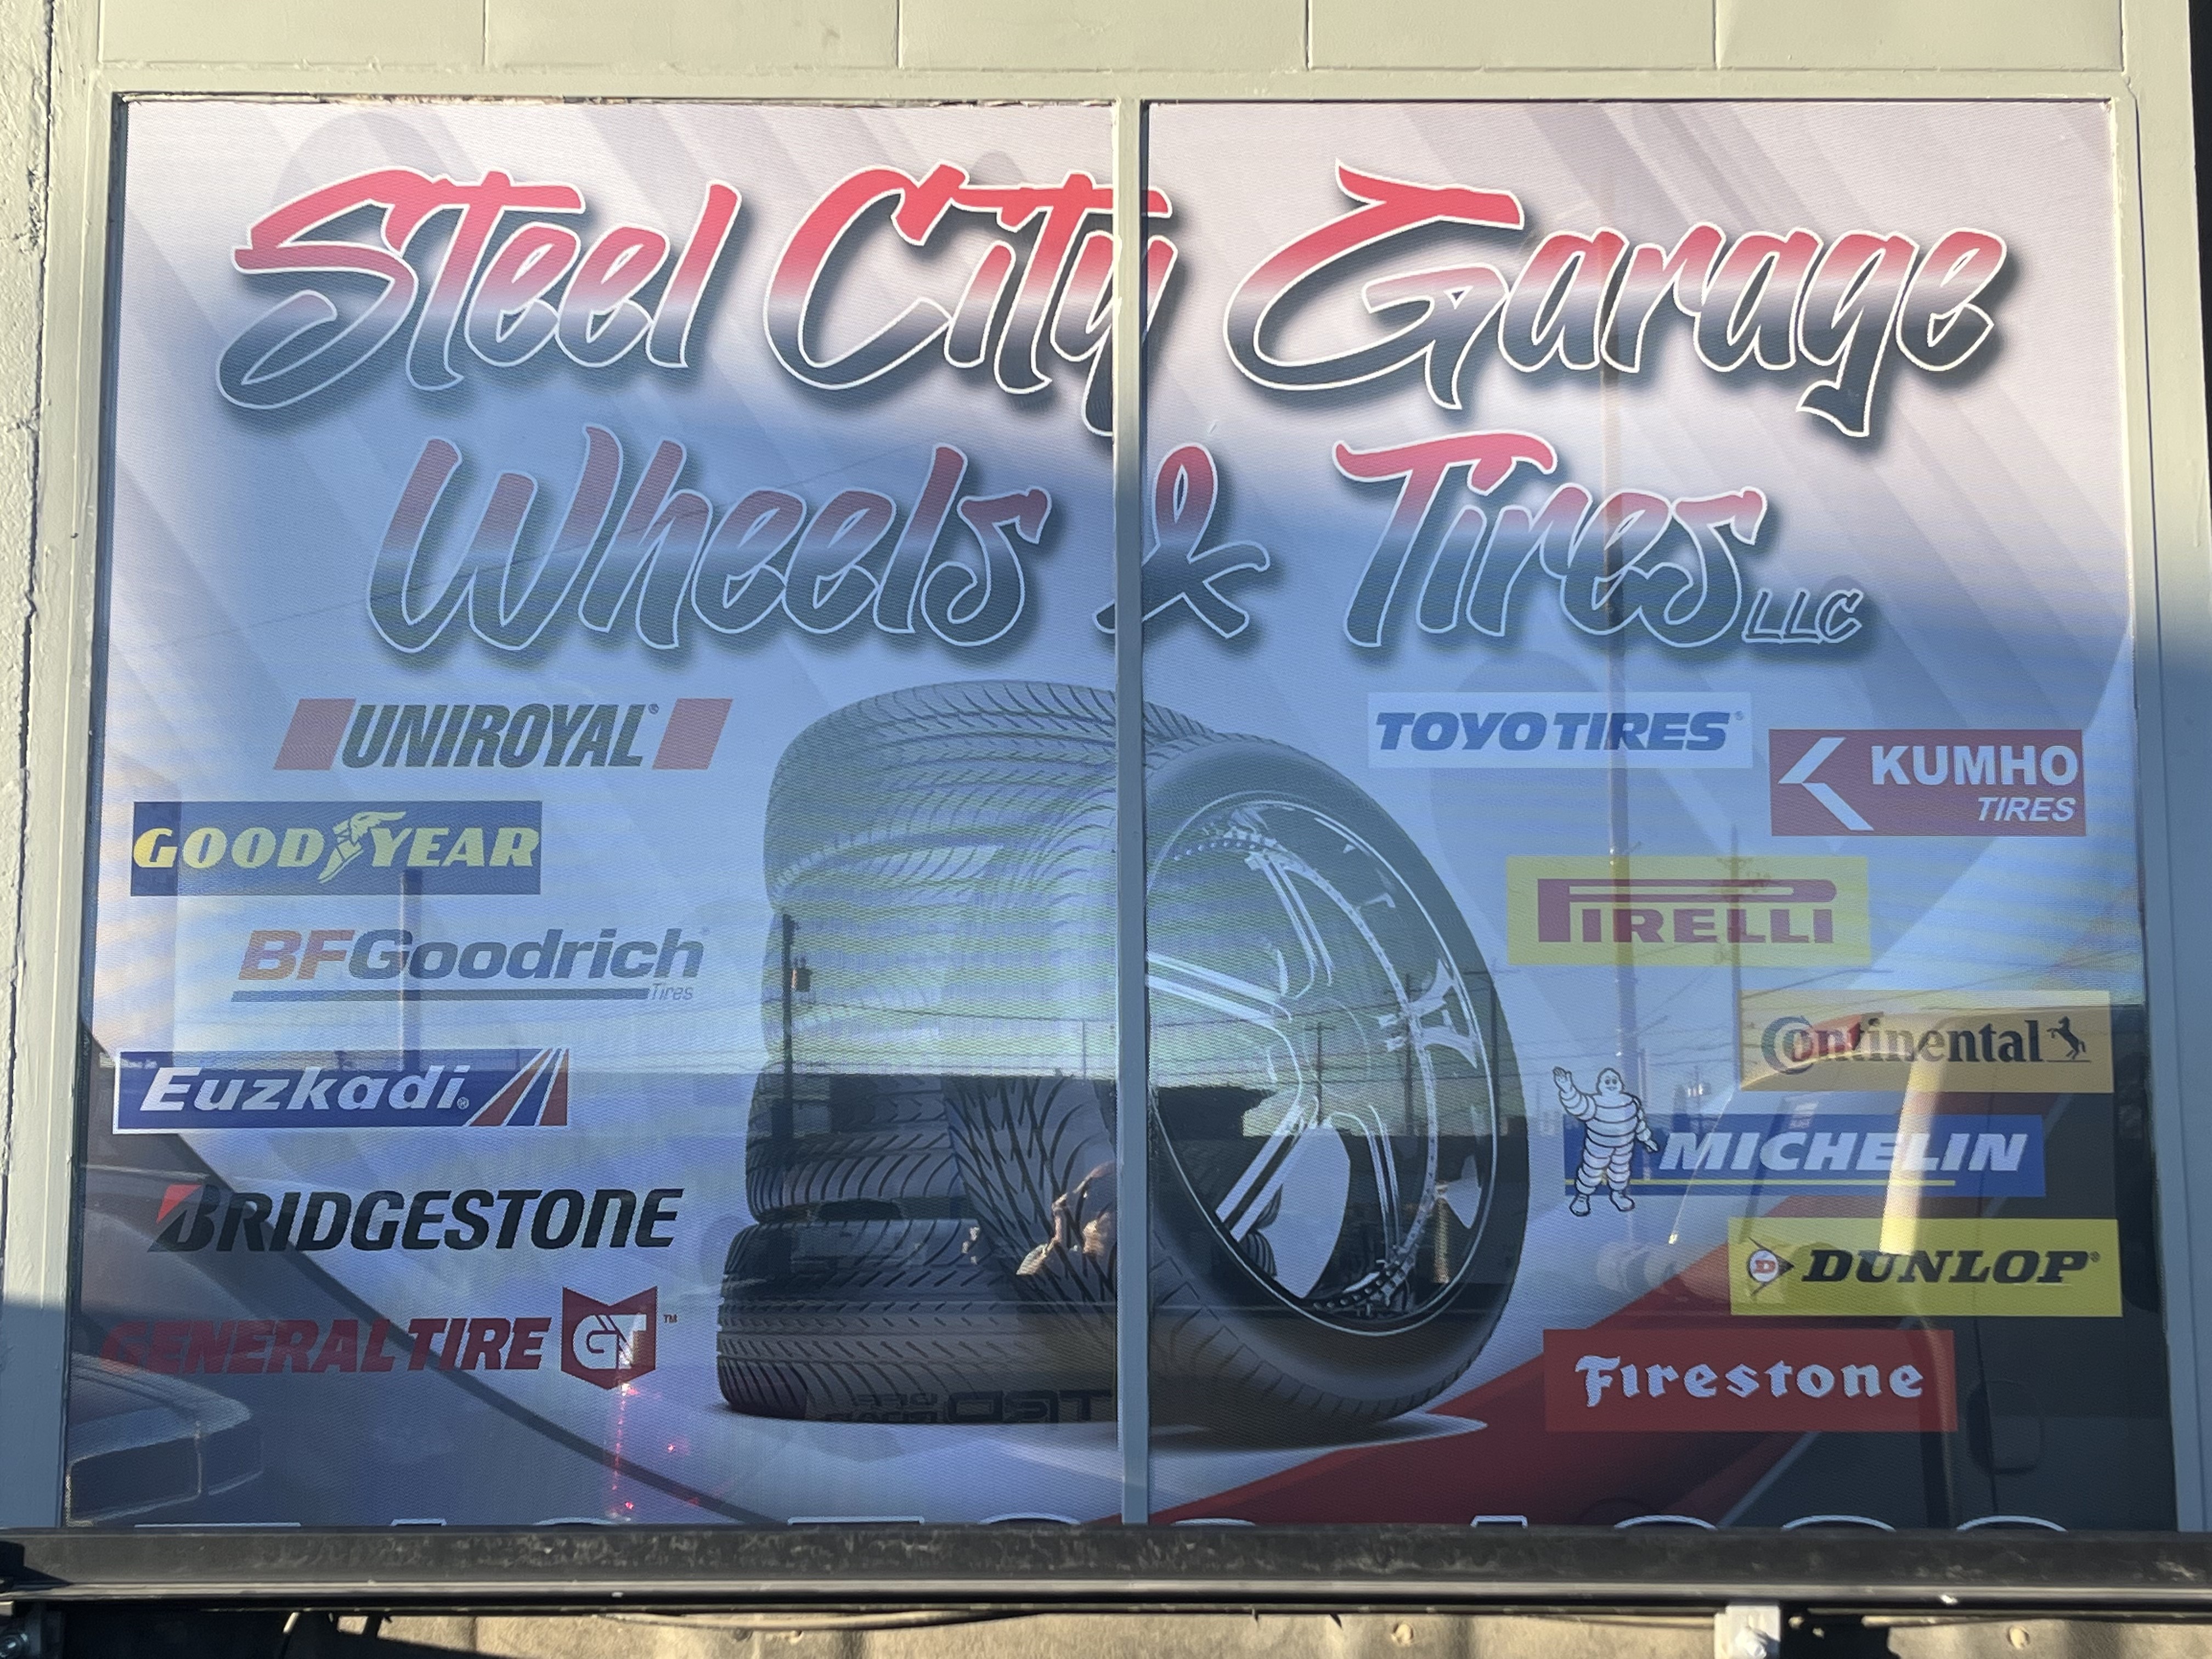 Steel City Garage
Wheels & Tires LLC
UNIROYAL®
GOODYEAR
BFGoodrich
Tires
Euzkadi®
BRIDGESTONE
GENERAL TIRE GT™
TOYO TIRES®
KUMHO
TIRES
PIRELLI
Continental
MICHELIN
D DUNLOP®
Firestone